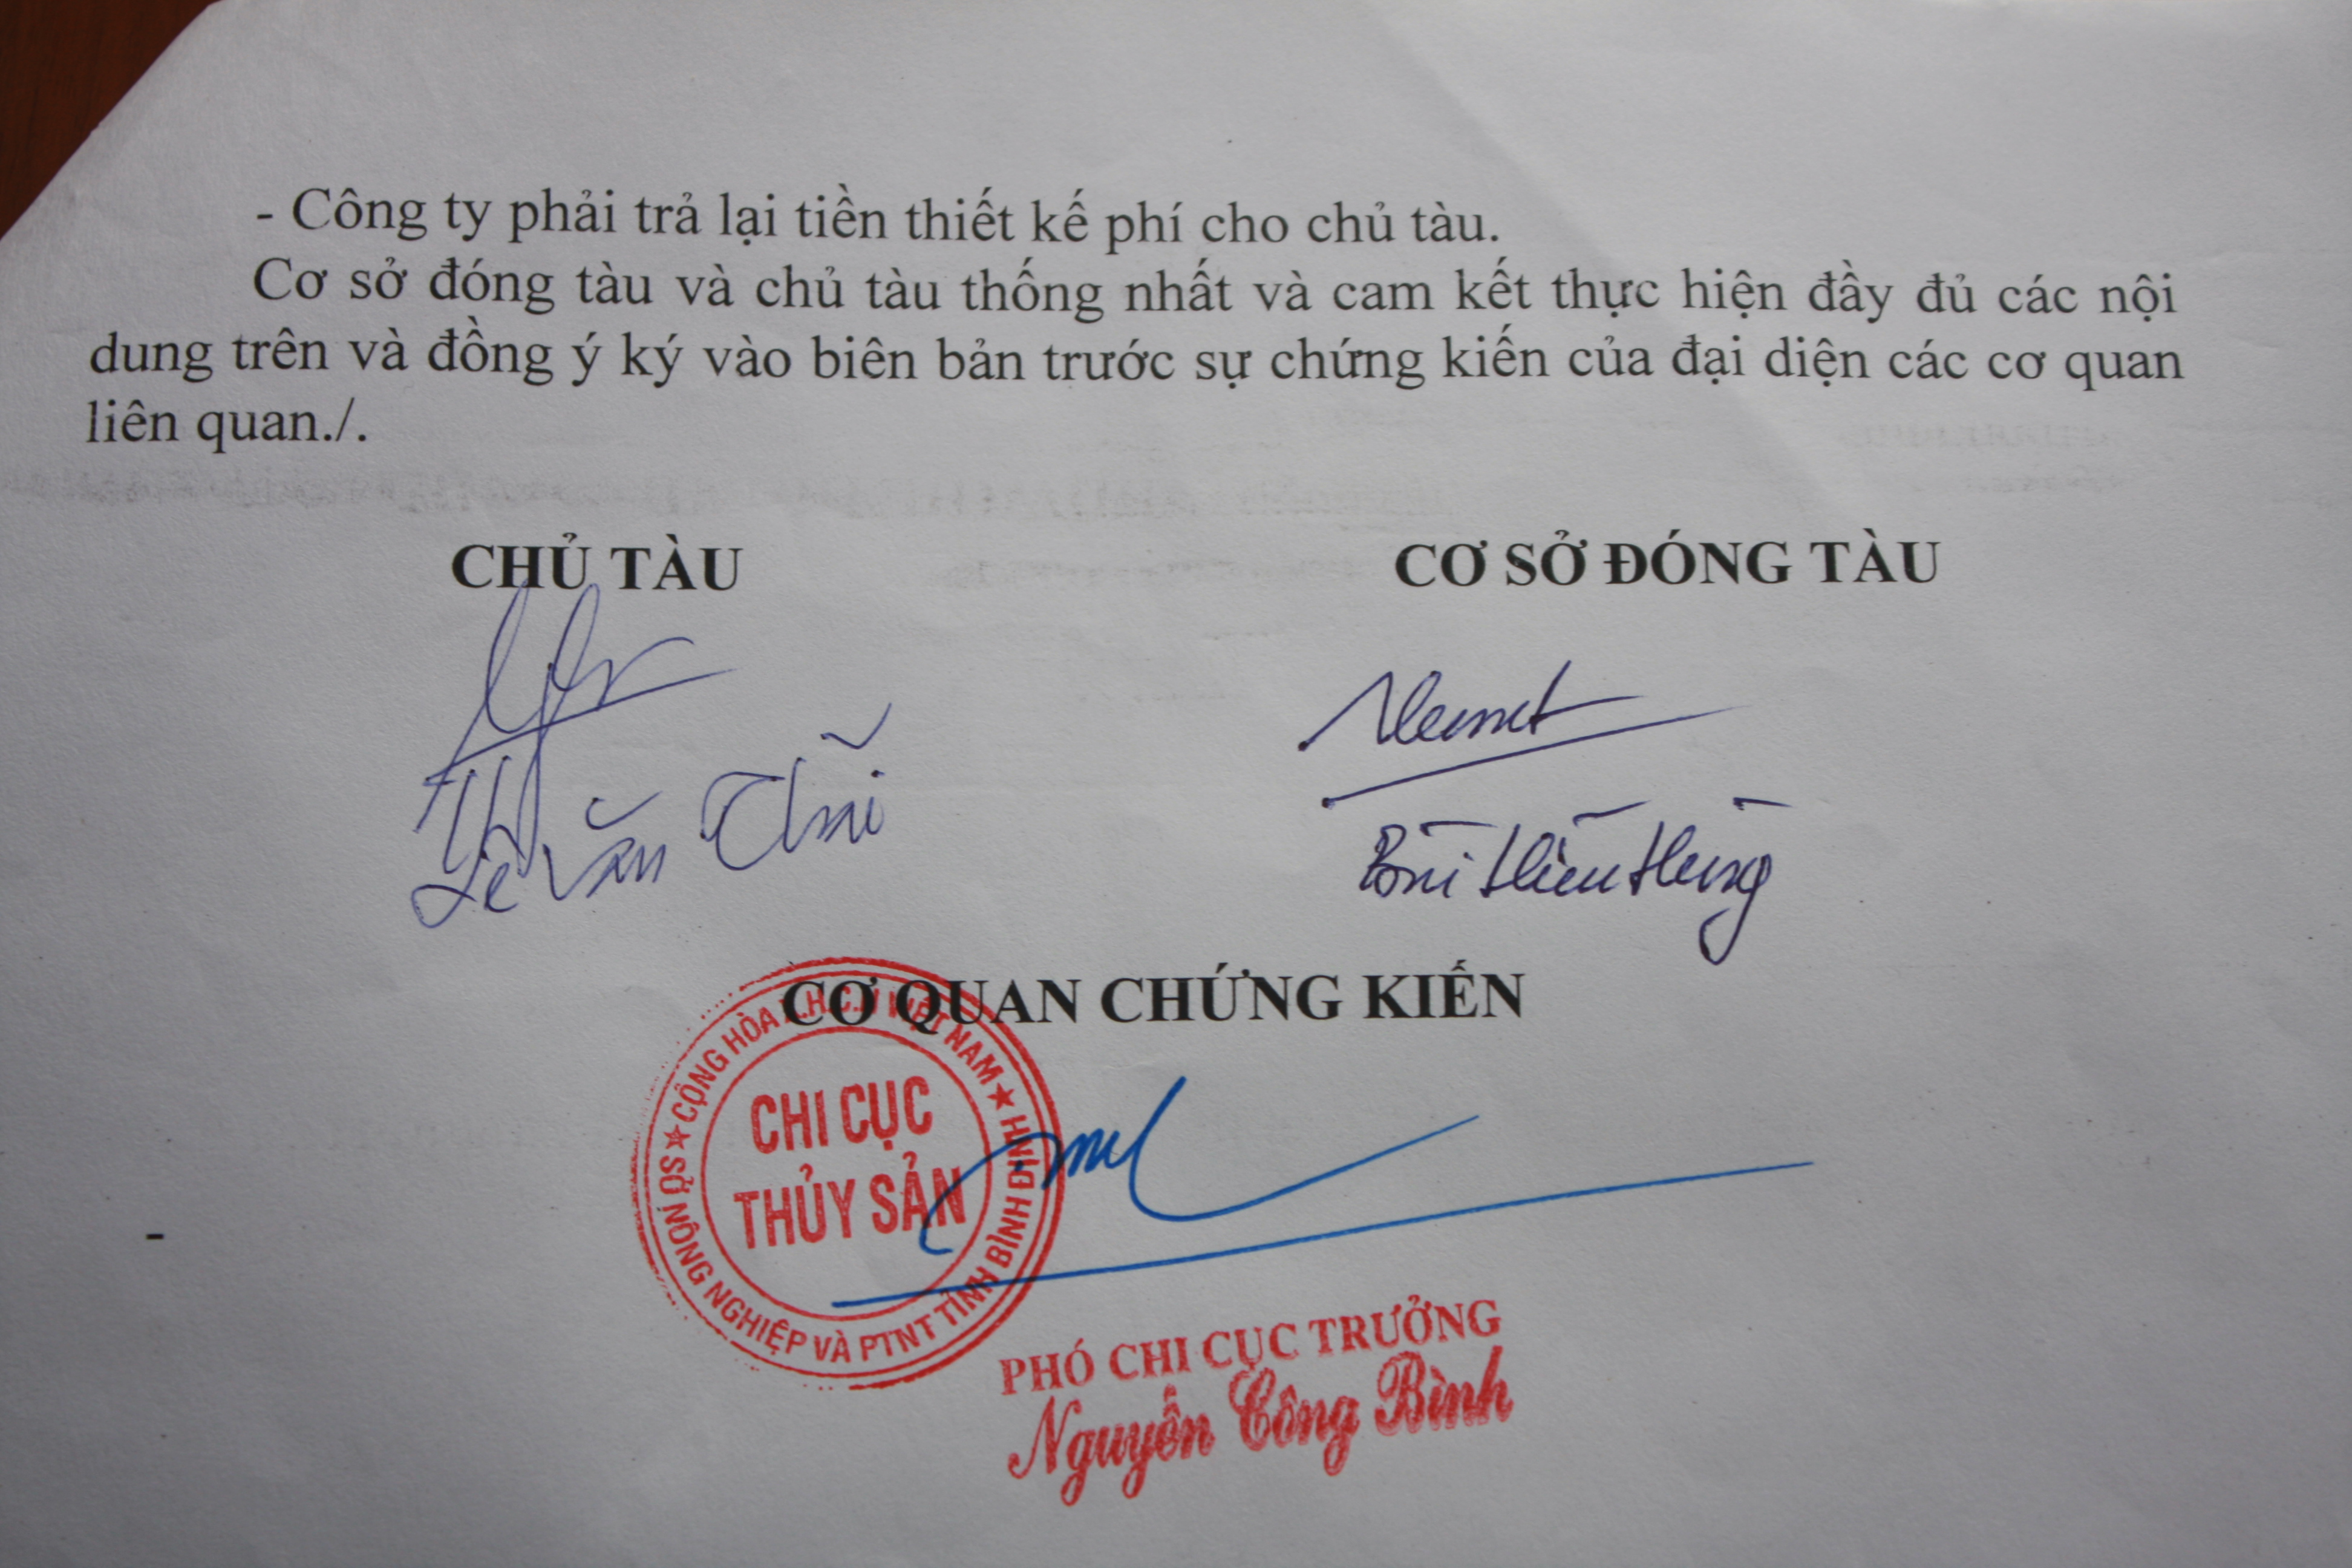 - Công ty phải trả lại tiền thiết kế phí cho chủ tàu.
Cơ sở đóng tàu và chủ tàu thống nhất và cam kết thực hiện đầy đủ các nội
dung trên và đồng ý ký vào biên bản trước sự chứng kiến của đại diện các cơ quan
liên quan./.
CHỦ TÀU
CƠ SỞ ĐÓNG TÀU
Lê Văn Thãi
Bùi Hữu Hùng
CƠ QUAN CHỨNG KIẾN
CỘNG HÒA X.H.C.N VIỆT NAM
CHI CỤC
THỦY SẢN
SỞ NÔNG NGHIỆP VÀ PTNT TỈNH BÌNH ĐỊNH
-
PHÓ CHI CỤC TRƯỞNG
Nguyễn Công Bình